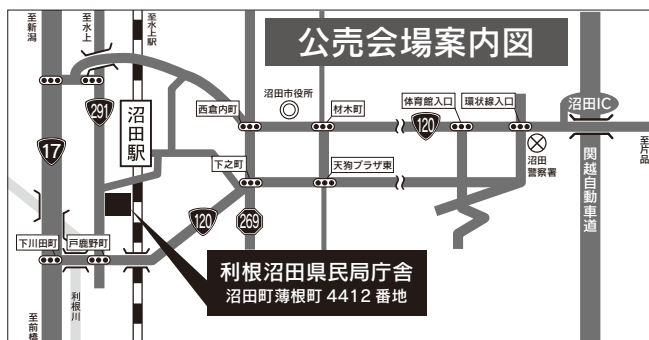 公売会場案内図
至新潟
至水上
至水上駅
291
17
沼田駅
西倉内町
沼田市役所
材木町
120
体育館入口
環状線入口
沼田IC
沼田
警察署
至片品
関越自動車道
下之町
天狗プラザ東
120
269
下川田町
戸鹿野町
利根川
至前橋
利根沼田県民局庁舎
沼田町薄根町 4412 番地